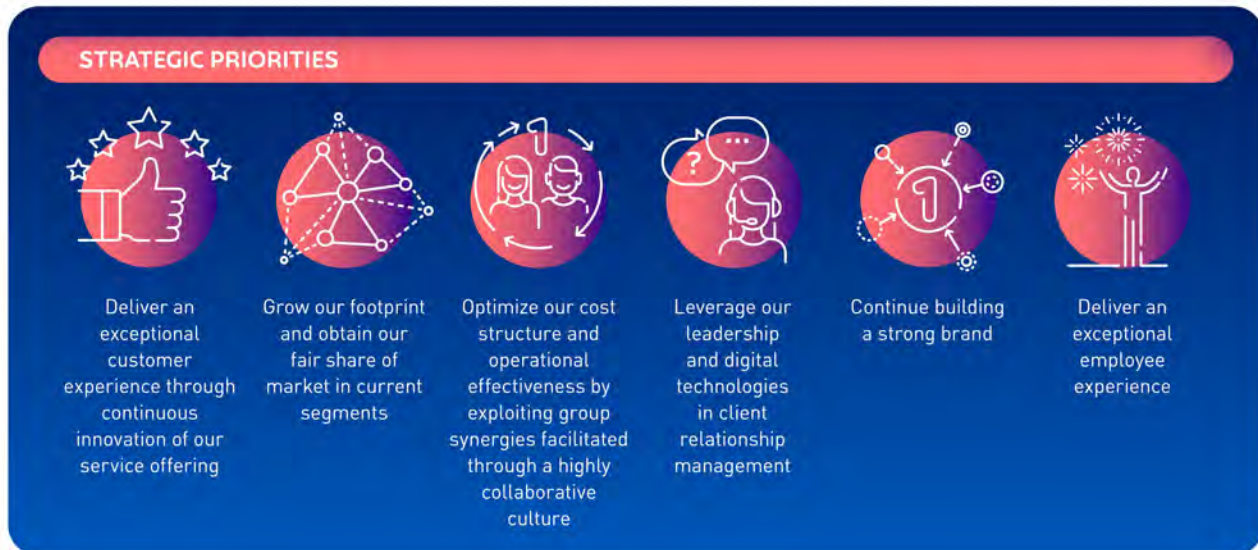 STRATEGIC PRIORITIES
Deliver an
exceptional
customer
experience through
continuous
innovation of our
service offering
Grow our footprint
and obtain our
fair share of
market in current
segments
1
Optimize our cost
structure and
operational
effectiveness by
exploiting group
synergies facilitated
through a highly
collaborative
culture
?
...
Leverage our
leadership
and digital
technologies
in client
relationship
management
1
Continue building
a strong brand
Deliver an
exceptional
employee
experience